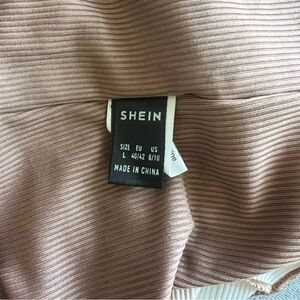 SHEIN
SIZE EU US
L 40/42 8/10
MADE IN CHINA